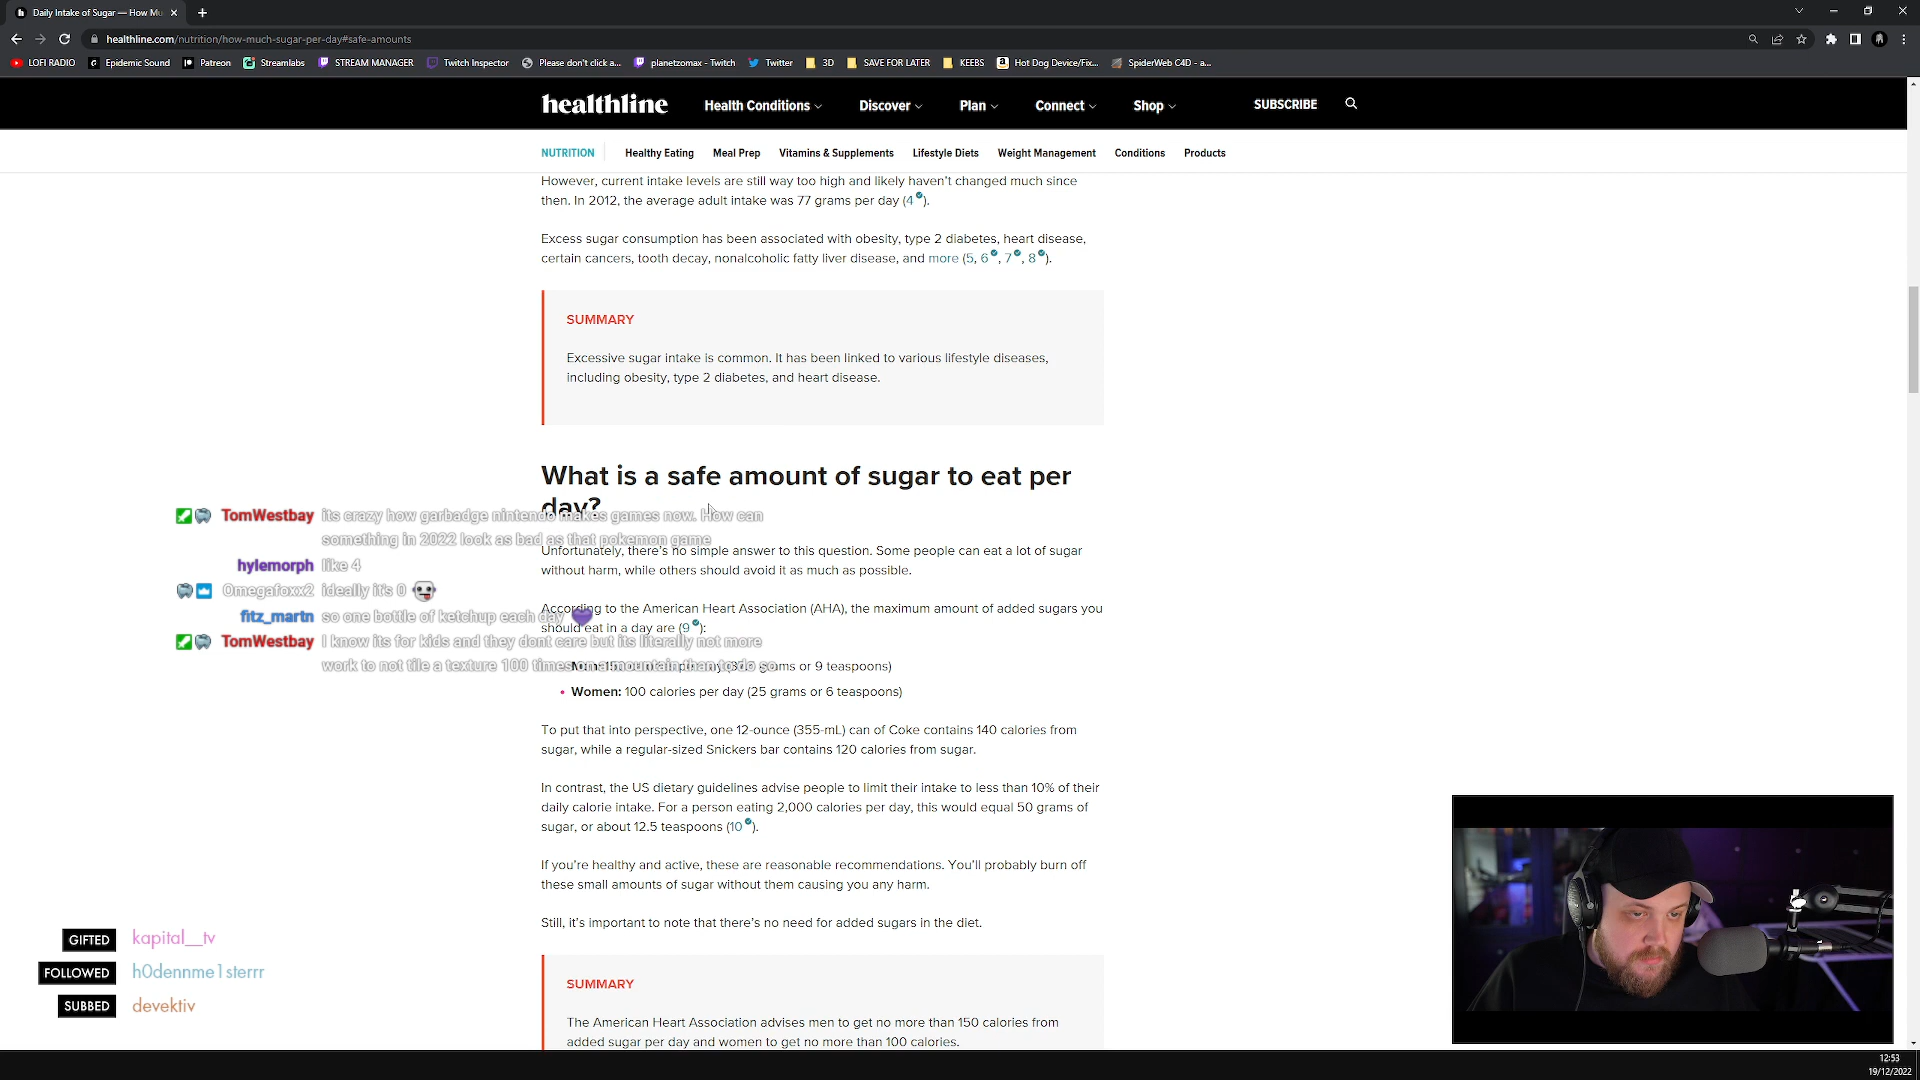 Daily Intake of Sugar — How Mu
healthline.com/nutrition/how-much-sugar-per-day#safe-amounts
LOFI RADIO Epidemic Sound Patreon Streamlabs STREAM MANAGER Twitch Inspector Please don't click a... planetzomax - Twitch Twitter 3D SAVE FOR LATER KEEBS Hot Dog Device/Fix... SpiderWeb C4D - a...
healthline Health Conditions Discover Plan Connect Shop SUBSCRIBE
NUTRITION Healthy Eating Meal Prep Vitamins & Supplements Lifestyle Diets Weight Management Conditions Products
However, current intake levels are still way too high and likely haven't changed much since
then. In 2012, the average adult intake was 77 grams per day (4).
Excess sugar consumption has been associated with obesity, type 2 diabetes, heart disease,
certain cancers, tooth decay, nonalcoholic fatty liver disease, and more (5, 6, 7, 8).
SUMMARY
Excessive sugar intake is common. It has been linked to various lifestyle diseases,
including obesity, type 2 diabetes, and heart disease.
What is a safe amount of sugar to eat per
day?
TomWestbay its crazy how garbadge nintendo makes games now. How can
something in 2022 look as bad as that pokemon game
Unfortunately, there's no simple answer to this question. Some people can eat a lot of sugar
without harm, while others should avoid it as much as possible.
hylemorph like 4
0megafoxx2 ideally it's 0
According to the American Heart Association (AHA), the maximum amount of added sugars you
should eat in a day are (9):
fitz_martn so one bottle of ketchup each day
TomWestbay I know its for kids and they dont care but its literally not more
work to not tile a texture 100 times on a mountain than to do so
grams or 9 teaspoons)
• Women: 100 calories per day (25 grams or 6 teaspoons)
To put that into perspective, one 12-ounce (355-mL) can of Coke contains 140 calories from
sugar, while a regular-sized Snickers bar contains 120 calories from sugar.
In contrast, the US dietary guidelines advise people to limit their intake to less than 10% of their
daily calorie intake. For a person eating 2,000 calories per day, this would equal 50 grams of
sugar, or about 12.5 teaspoons (10).
If you're healthy and active, these are reasonable recommendations. You'll probably burn off
these small amounts of sugar without them causing you any harm.
Still, it's important to note that there's no need for added sugars in the diet.
SUMMARY
The American Heart Association advises men to get no more than 150 calories from
added sugar per day and women to get no more than 100 calories.
GIFTED kapital__tv
FOLLOWED h0dennme1sterrr
SUBBED devektiv
12:53
19/12/2022